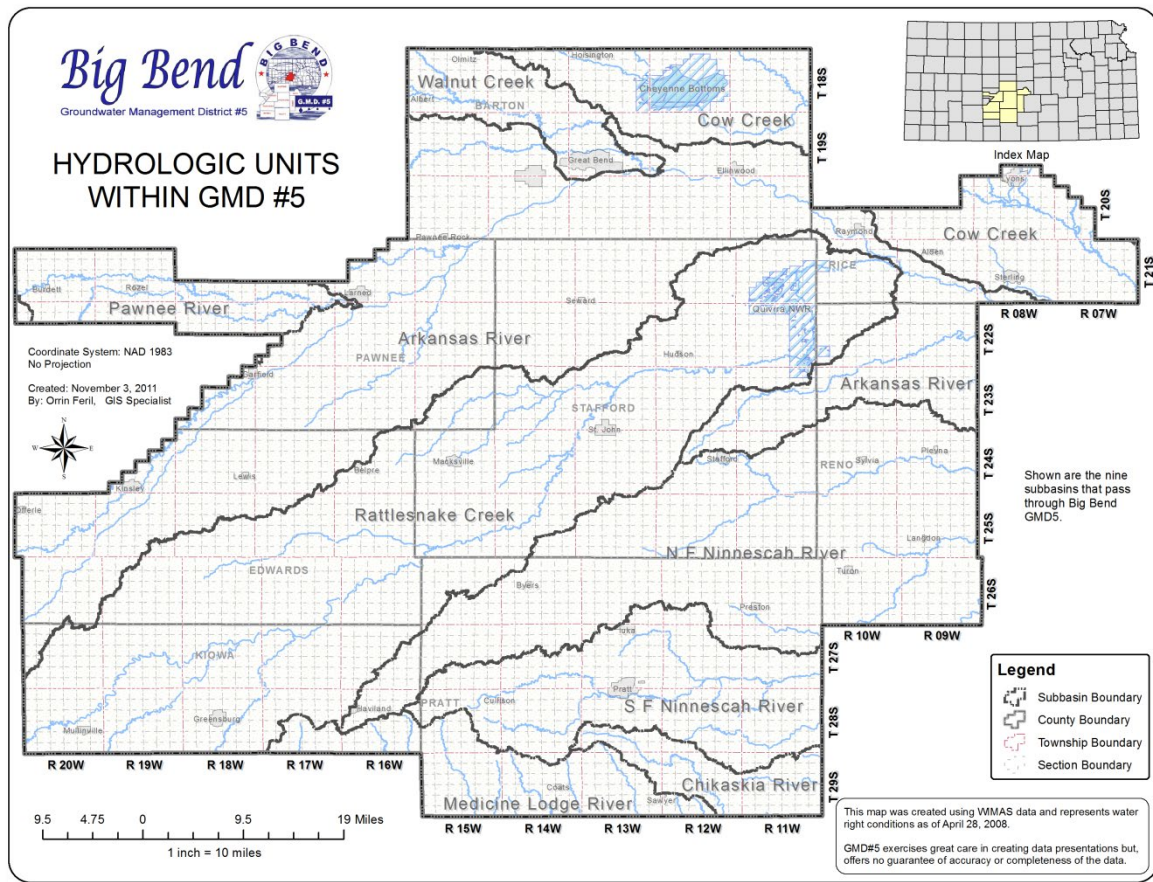 Big Bend
Groundwater Management District #5
BIG BEND
G.M.D. #5
HYDROLOGIC UNITS
WITHIN GMD #5
Index Map
Olmitz
Hoisington
Walnut Creek
Cheyenne Bottoms
Albert
BARTON
Cow Creek
T 18S
T 19S
Great Bend
Ellinwood
Lyons
T 20S
Pawnee Rock
Raymond
Cow Creek
Alden
RICE
Sterling
T 21S
Burdett
Rozel
Larned
Pawnee River
Seward
Quivira NWR
R 08W
R 07W
Arkansas River
Hudson
T 22S
PAWNEE
Coordinate System: NAD 1983
No Projection
Created: November 3, 2011
By: Orrin Feril, GIS Specialist
Garfield
Arkansas River
T 23S
STAFFORD
St. John
N
W
E
S
Lewis
Belpre
Macksville
Stafford
RENO
Sylvia
Plevna
T 24S
Kinsley
Offerle
Rattlesnake Creek
Shown are the nine
subbasins that pass
through Big Bend
GMD5.
T 25S
Langdon
N F Ninnescah River
EDWARDS
Byers
Turon
T 26S
Preston
R 10W
R 09W
Iuka
T 27S
KIOWA
PRATT
Cullison
Pratt
S F Ninnescah River
Haviland
Greensburg
Mullinville
T 28S
R 20W
R 19W
R 18W
R 17W
R 16W
Chikaskia River
Coats
Sawyer
Medicine Lodge River
T 29S
R 15W
R 14W
R 13W
R 12W
R 11W
Legend
Subbasin Boundary
County Boundary
Township Boundary
Section Boundary
9.5
4.75
0
9.5
19 Miles
1 inch = 10 miles
This map was created using WIMAS data and represents water
right conditions as of April 28, 2008.
GMD#5 exercises great care in creating data presentations but,
offers no guarantee of accuracy or completeness of the data.